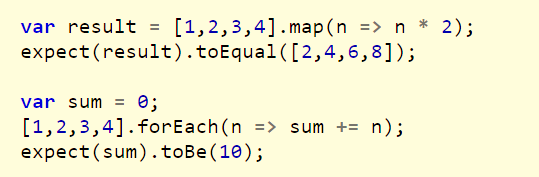 var result = [1,2,3,4].map(n => n * 2);
expect(result).toEqual([2,4,6,8]);
var sum = 0;
[1,2,3,4].forEach(n => sum += n);
expect(sum).toBe(10);